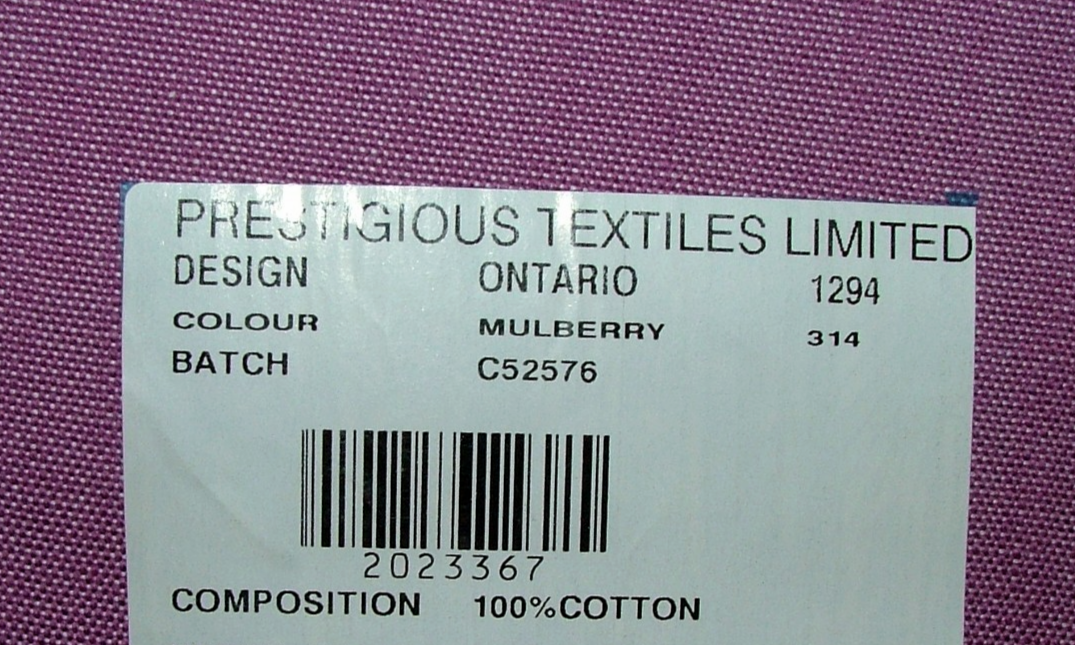 PRESTIGIOUS TEXTILES LIMITED
DESIGN ONTARIO 1294
COLOUR MULBERRY 314
BATCH C52576
2023367
COMPOSITION 100%COTTON